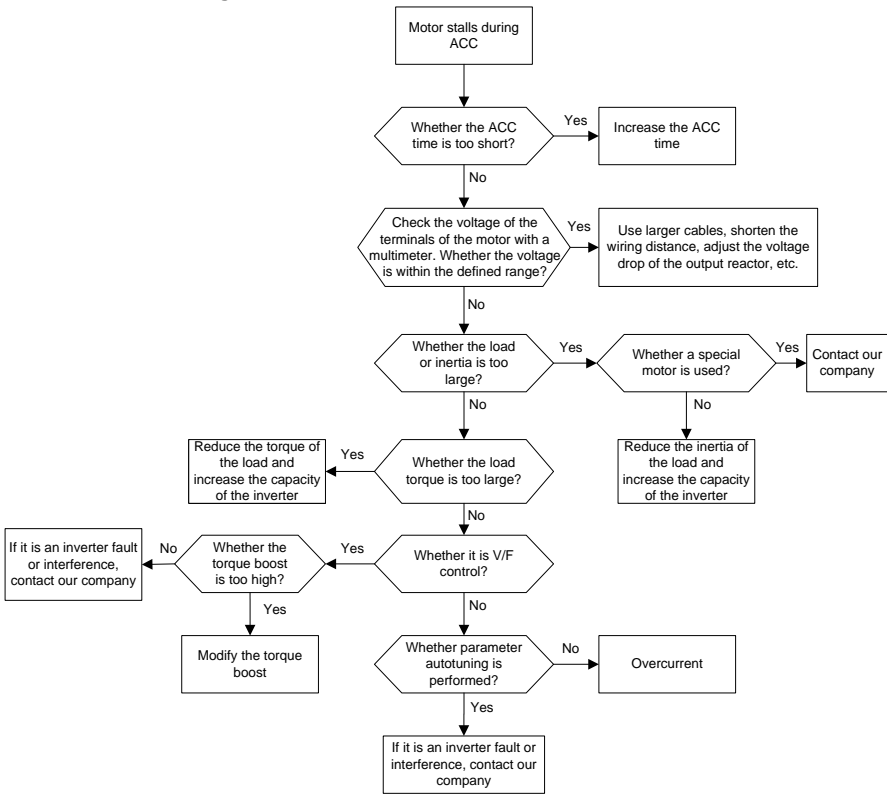 Motor stalls during
ACC
Whether the ACC
time is too short?
Yes
Increase the ACC
time
No
Check the voltage of the
terminals of the motor with a
multimeter. Whether the voltage
is within the defined range?
Yes
Use larger cables, shorten the
wiring distance, adjust the voltage
drop of the output reactor, etc.
No
Whether the load
or inertia is too
large?
Yes
Whether a special
motor is used?
Yes
Contact our
company
No
No
Reduce the torque of
the load and
increase the capacity
of the inverter
Yes
Whether the load
torque is too large?
Reduce the inertia of
the load and
increase the capacity
of the inverter
No
If it is an inverter fault
or interference,
contact our company
No
Whether the
torque boost
is too high?
Yes
Whether it is V/F
control?
Yes
No
Modify the torque
boost
Whether parameter
autotuning is
performed?
No
Overcurrent
Yes
If it is an inverter fault or
interference, contact our
company